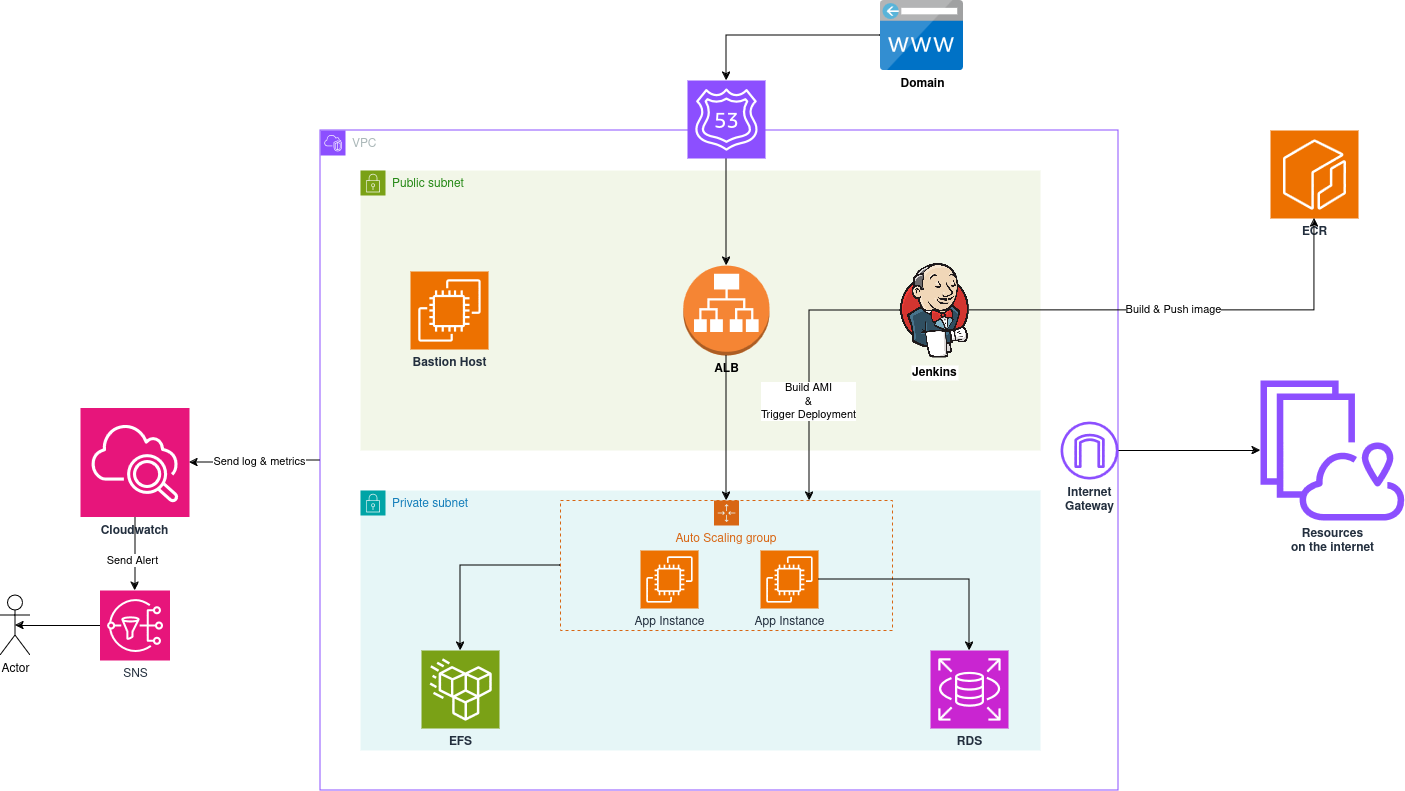 WWW
Domain
53
VPC
Public subnet
ECR
Bastion Host
ALB
Jenkins
Build & Push image
Build AMI
&
Trigger Deployment
Send log & metrics
Cloudwatch
Send Alert
SNS
Actor
Internet
Gateway
Resources
on the internet
Private subnet
Auto Scaling group
App Instance
App Instance
EFS
RDS